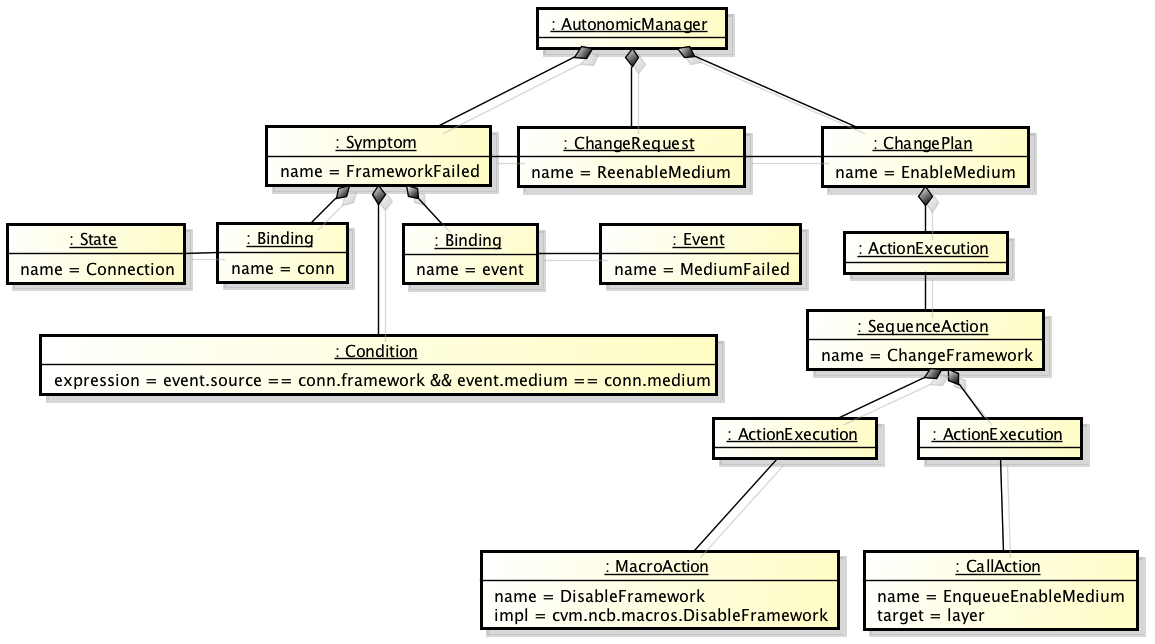 : AutonomicManager
: Symptom
name = FrameworkFailed
: ChangeRequest
name = ReenableMedium
: ChangePlan
name = EnableMedium
: State
name = Connection
: Binding
name = conn
: Binding
name = event
: Event
name = MediumFailed
: ActionExecution
: Condition
expression = event.source == conn.framework && event.medium == conn.medium
: SequenceAction
name = ChangeFramework
: ActionExecution
: ActionExecution
: MacroAction
name = DisableFramework
impl = cvm.ncb.macros.DisableFramework
: CallAction
name = EnqueueEnableMedium
target = layer